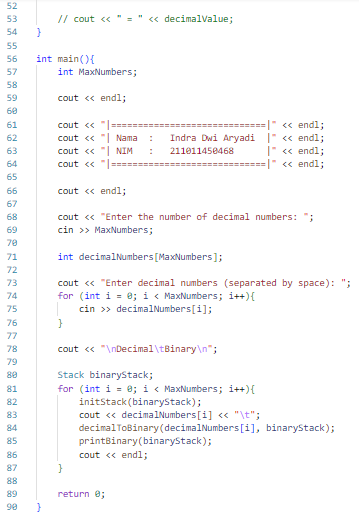 52
53 // cout << " = " << decimalValue;
54 }
55
56 int main(){
57 int MaxNumbers;
58
59 cout << endl;
60
61 cout << "|=============================|" << endl;
62 cout << "| Nama : Indra Dwi Aryadi |" << endl;
63 cout << "| NIM : 211011450468 |" << endl;
64 cout << "|=============================|" << endl;
65
66 cout << endl;
67
68 cout << "Enter the number of decimal numbers: ";
69 cin >> MaxNumbers;
70
71 int decimalNumbers[MaxNumbers];
72
73 cout << "Enter decimal numbers (separated by space): ";
74 for (int i = 0; i < MaxNumbers; i++){
75 cin >> decimalNumbers[i];
76 }
77
78 cout << "\nDecimal\tBinary\n";
79
80 Stack binaryStack;
81 for (int i = 0; i < MaxNumbers; i++){
82 initStack(binaryStack);
83 cout << decimalNumbers[i] << "\t";
84 decimalToBinary(decimalNumbers[i], binaryStack);
85 printBinary(binaryStack);
86 cout << endl;
87 }
88
89 return 0;
90 }